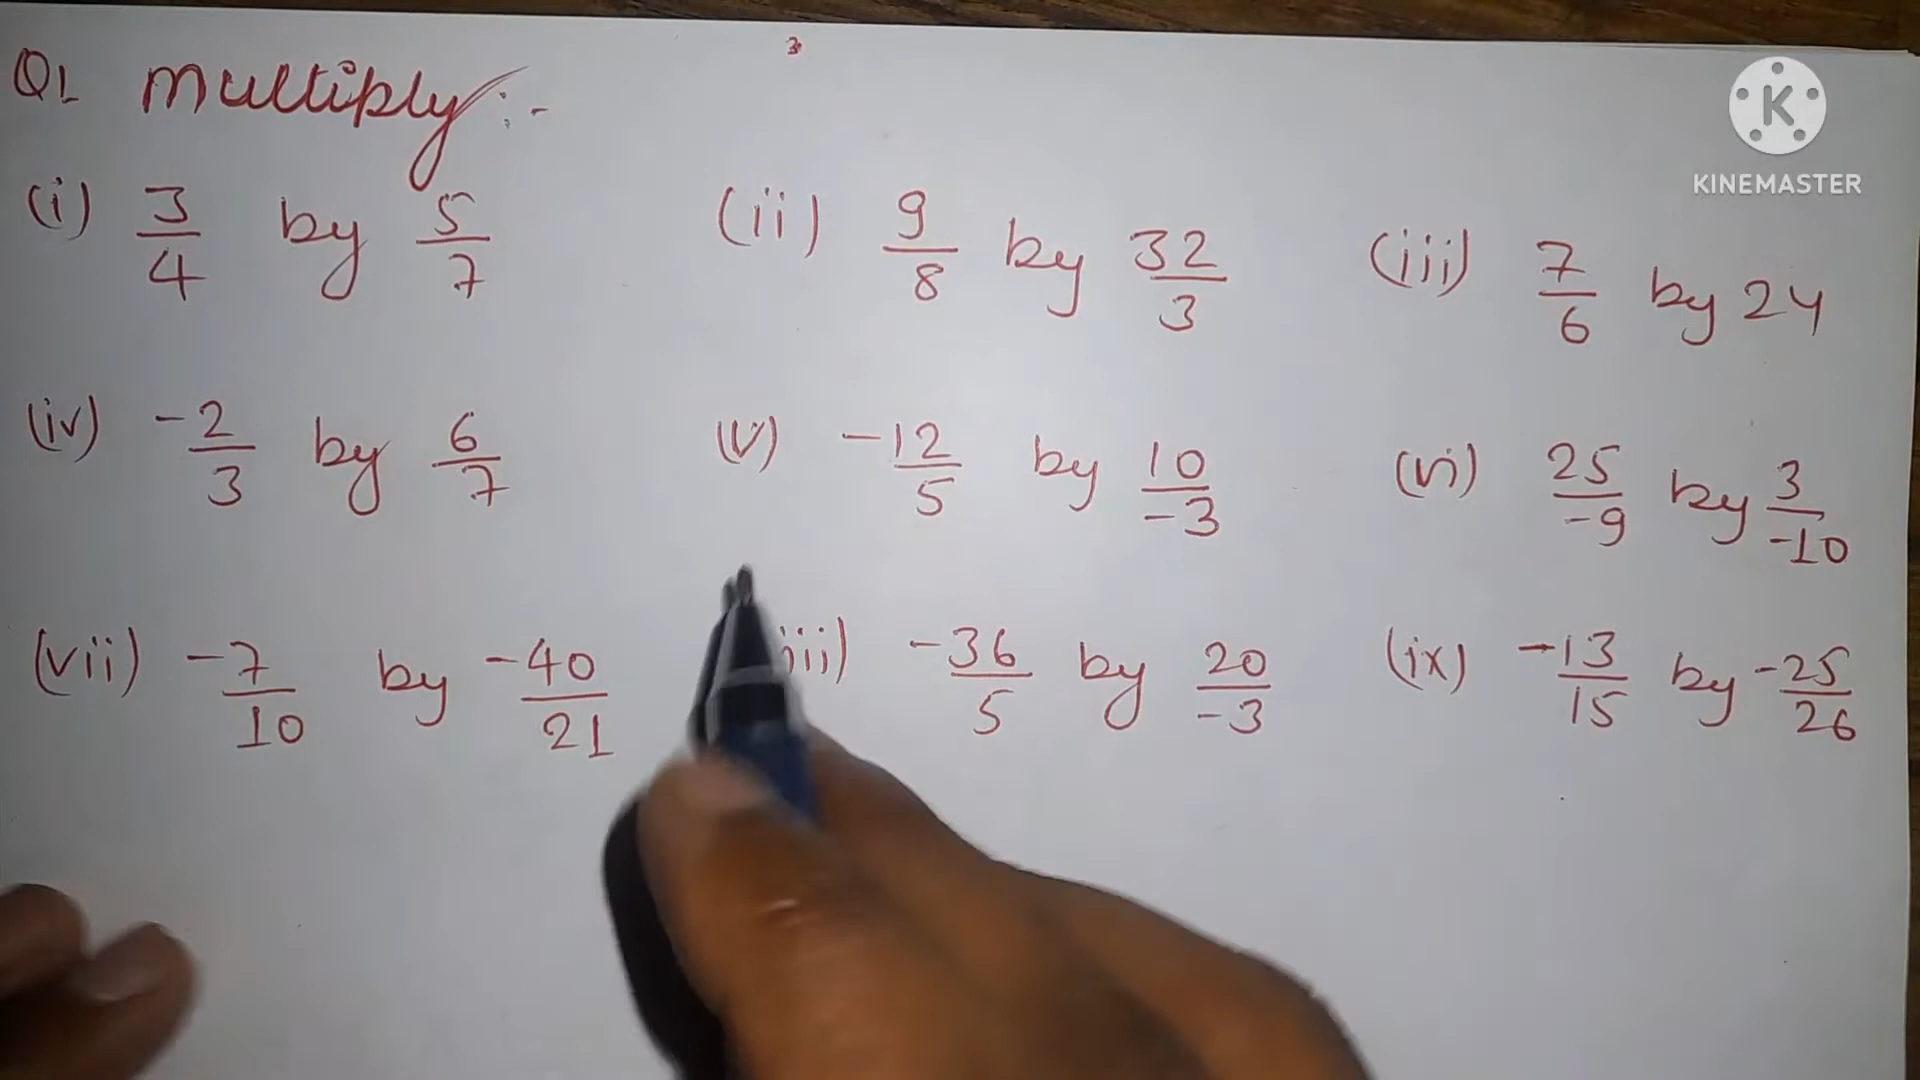 Q1 Multiply :-
(i) 3/4 by 5/7 (ii) 9/8 by 32/3 (iii) 7/6 by 24
(iv) -2/3 by 6/7 (v) -12/5 by 10/-3 (vi) 25/-9 by 3/-10
(vii) -7/10 by -40/21 iii) -36/5 by 20/-3 (ix) -13/15 by -25/26
K
KINEMASTER